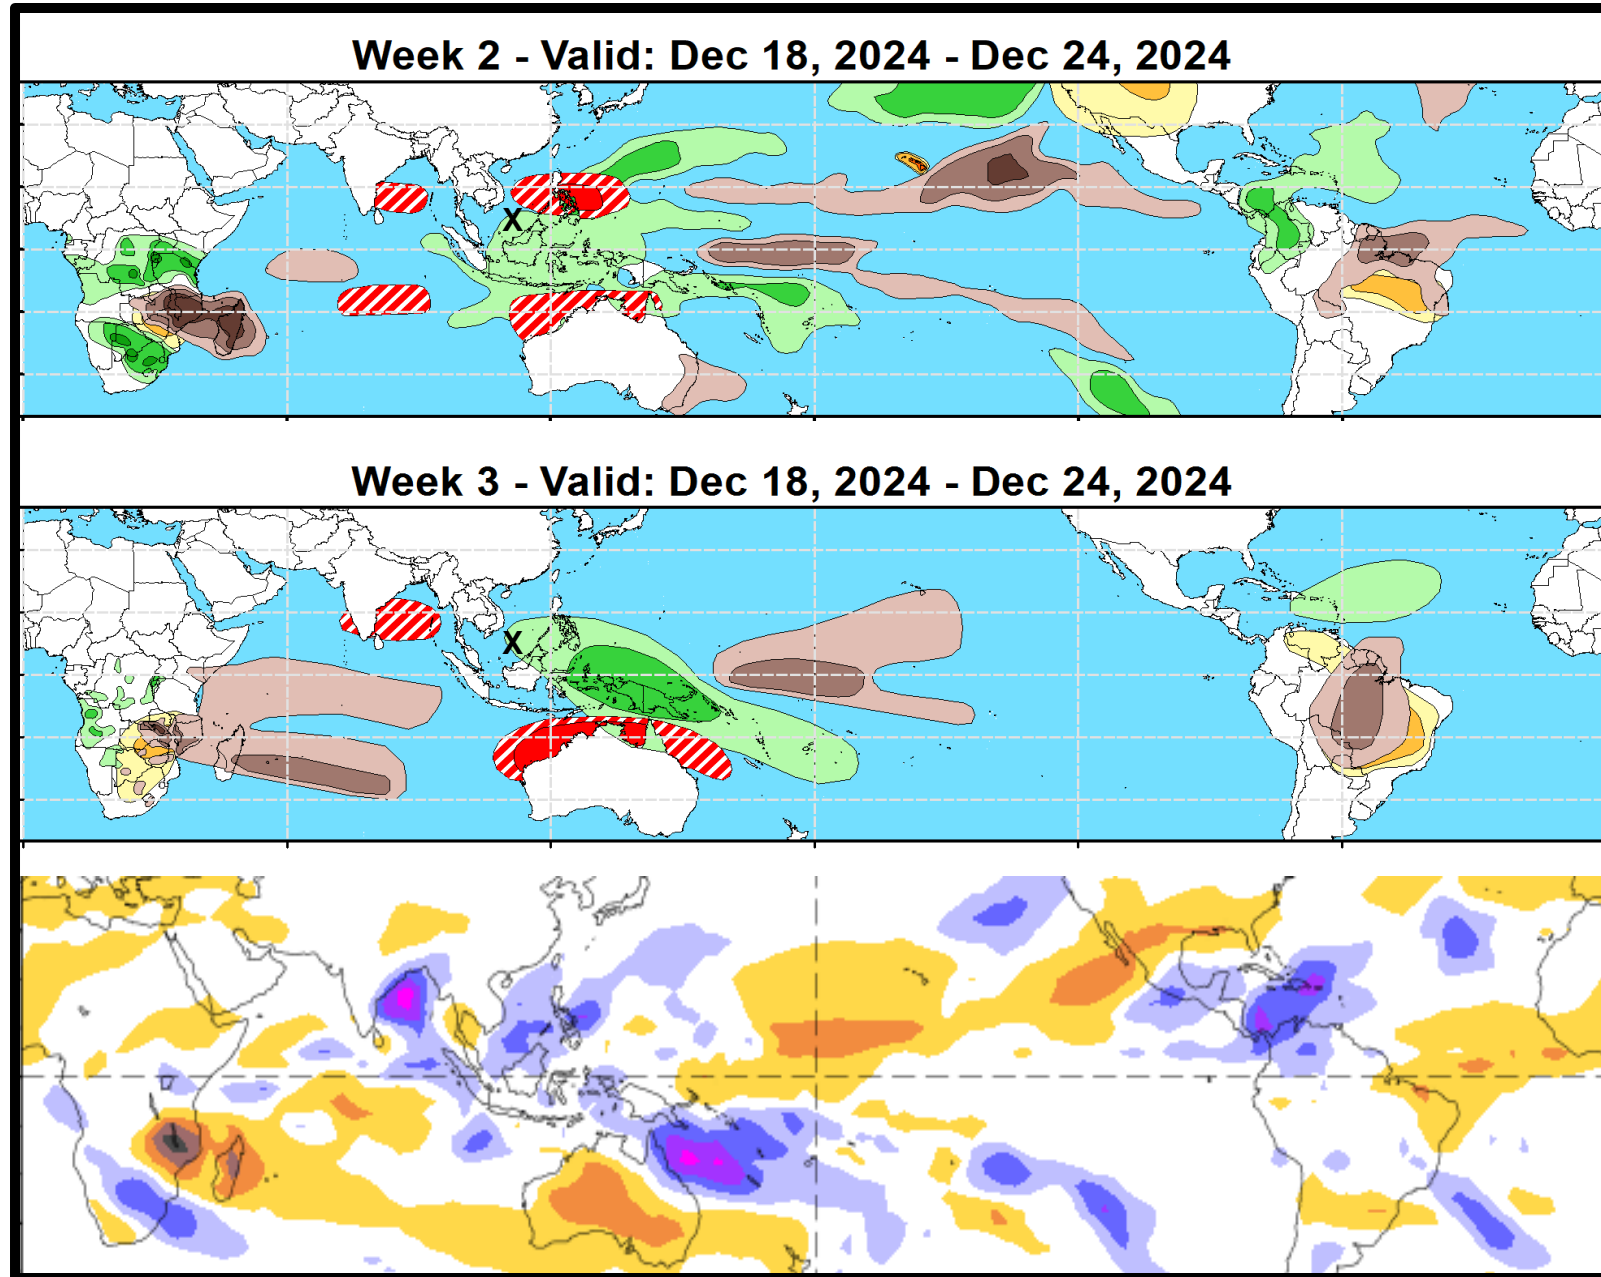 Week 2 - Valid: Dec 18, 2024 - Dec 24, 2024
X
Week 3 - Valid: Dec 18, 2024 - Dec 24, 2024
X